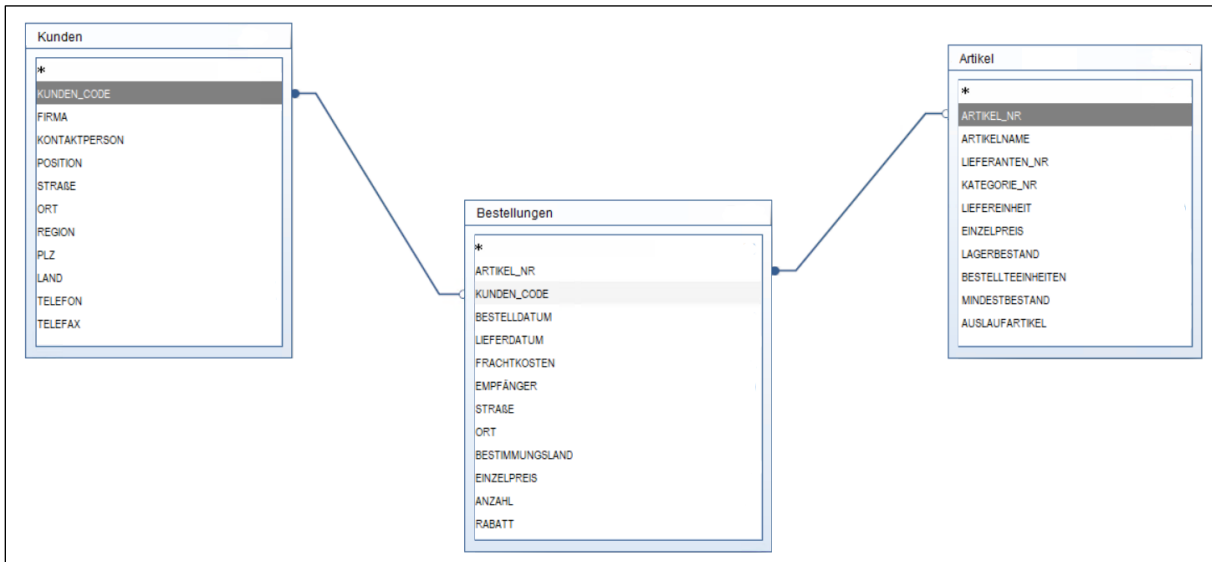 Kunden
*
KUNDEN_CODE
FIRMA
KONTAKTPERSON
POSITION
STRAßE
ORT
REGION
PLZ
LAND
TELEFON
TELEFAX
Bestellungen
*
ARTIKEL_NR
KUNDEN_CODE
BESTELLDATUM
LIEFERDATUM
FRACHTKOSTEN
EMPFÄNGER
STRAßE
ORT
BESTIMMUNGSLAND
EINZELPREIS
ANZAHL
RABATT
Artikel
*
ARTIKEL_NR
ARTIKELNAME
LIEFERANTEN_NR
KATEGORIE_NR
LIEFEREINHEIT
EINZELPREIS
LAGERBESTAND
BESTELLTEEINHEITEN
MINDESTBESTAND
AUSLAUFARTIKEL